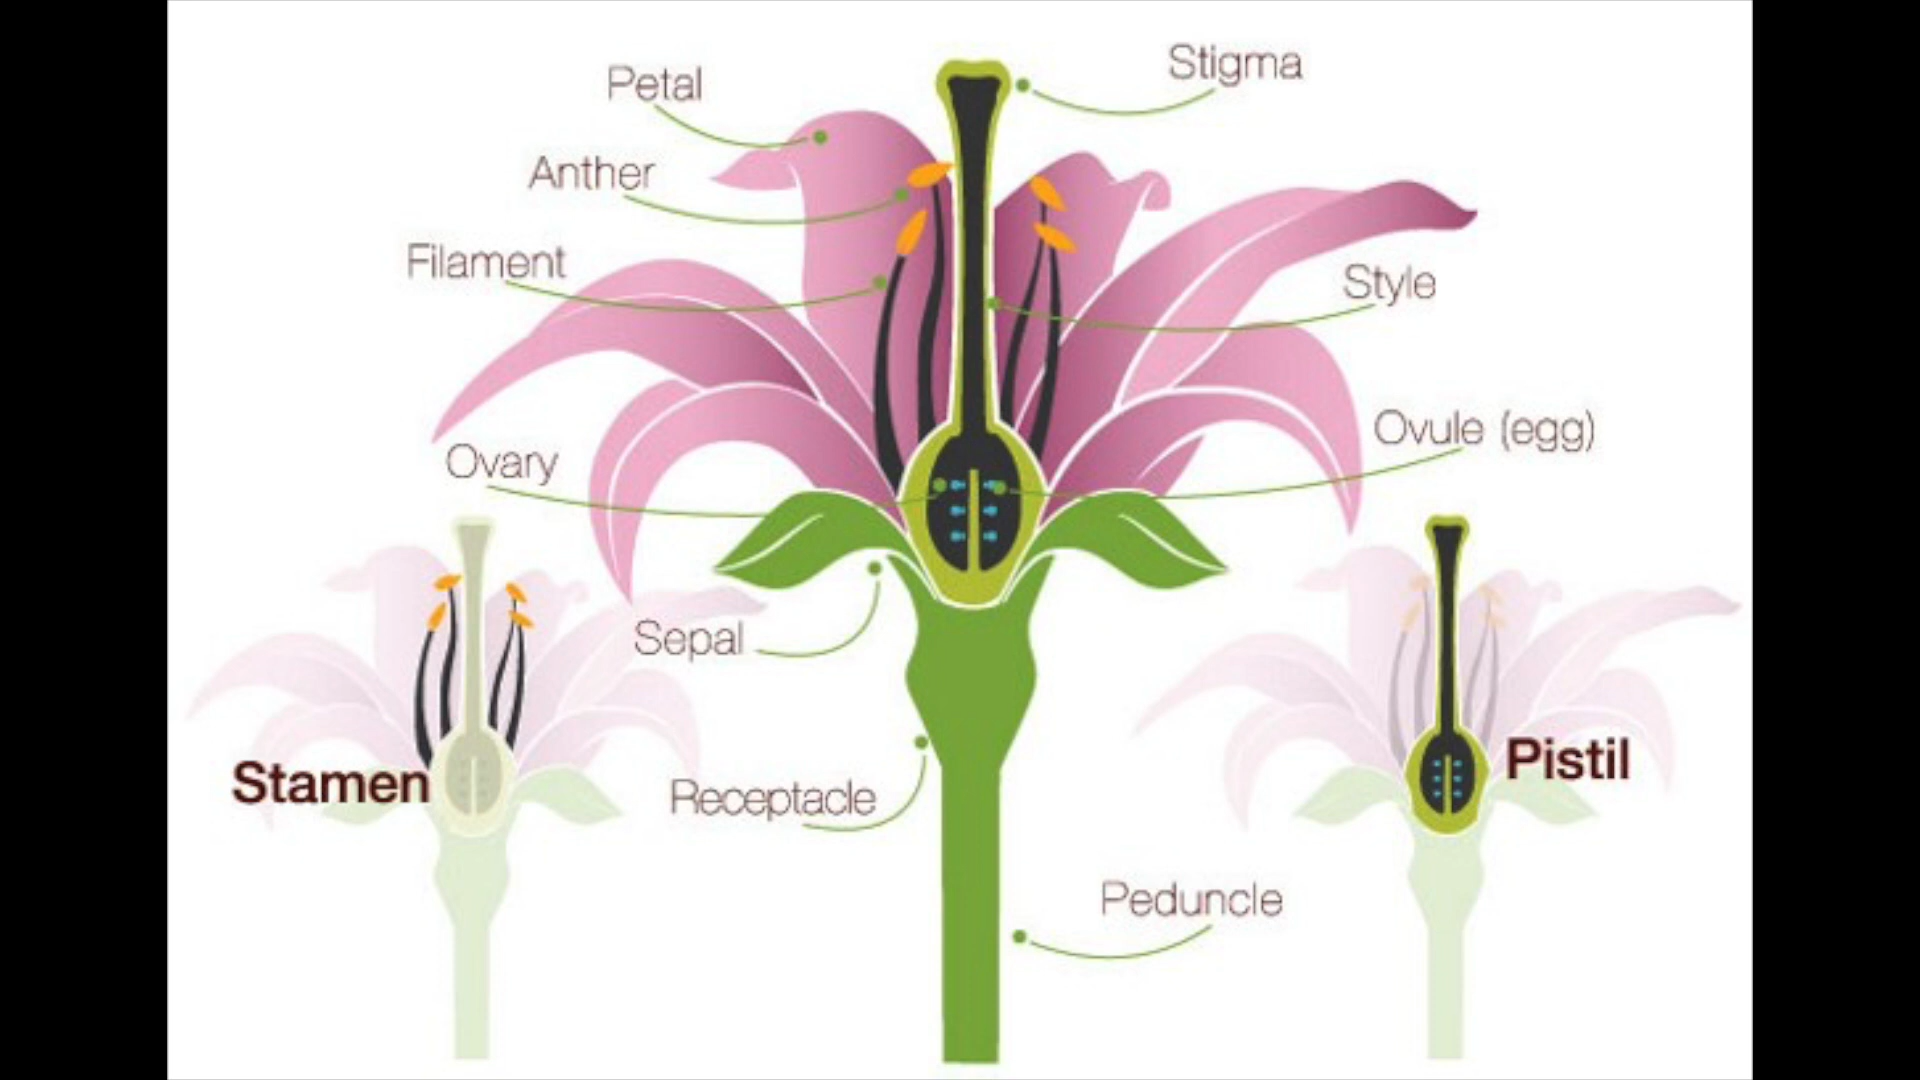 Petal
Stigma
Anther
Filament
Style
Ovule (egg)
Ovary
Sepal
Stamen
Pistil
Receptacle
Peduncle